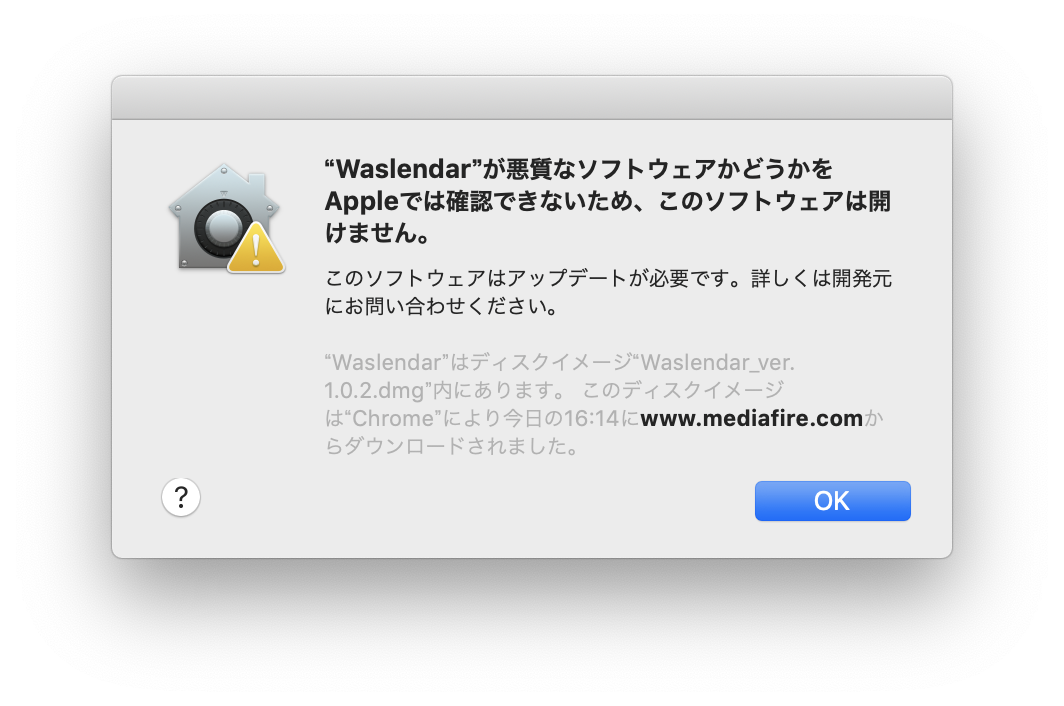 “Waslendar”が悪質なソフトウェアかどうかを
Appleでは確認できないため、このソフトウェアは開
けません。
このソフトウェアはアップデートが必要です。詳しくは開発元
にお問い合わせください。
“Waslendar”はディスクイメージ“Waslendar_ver.
1.0.2.dmg”内にあります。 このディスクイメージ
は“Chrome”により今日の16:14にwww.mediafire.comか
らダウンロードされました。
?
OK